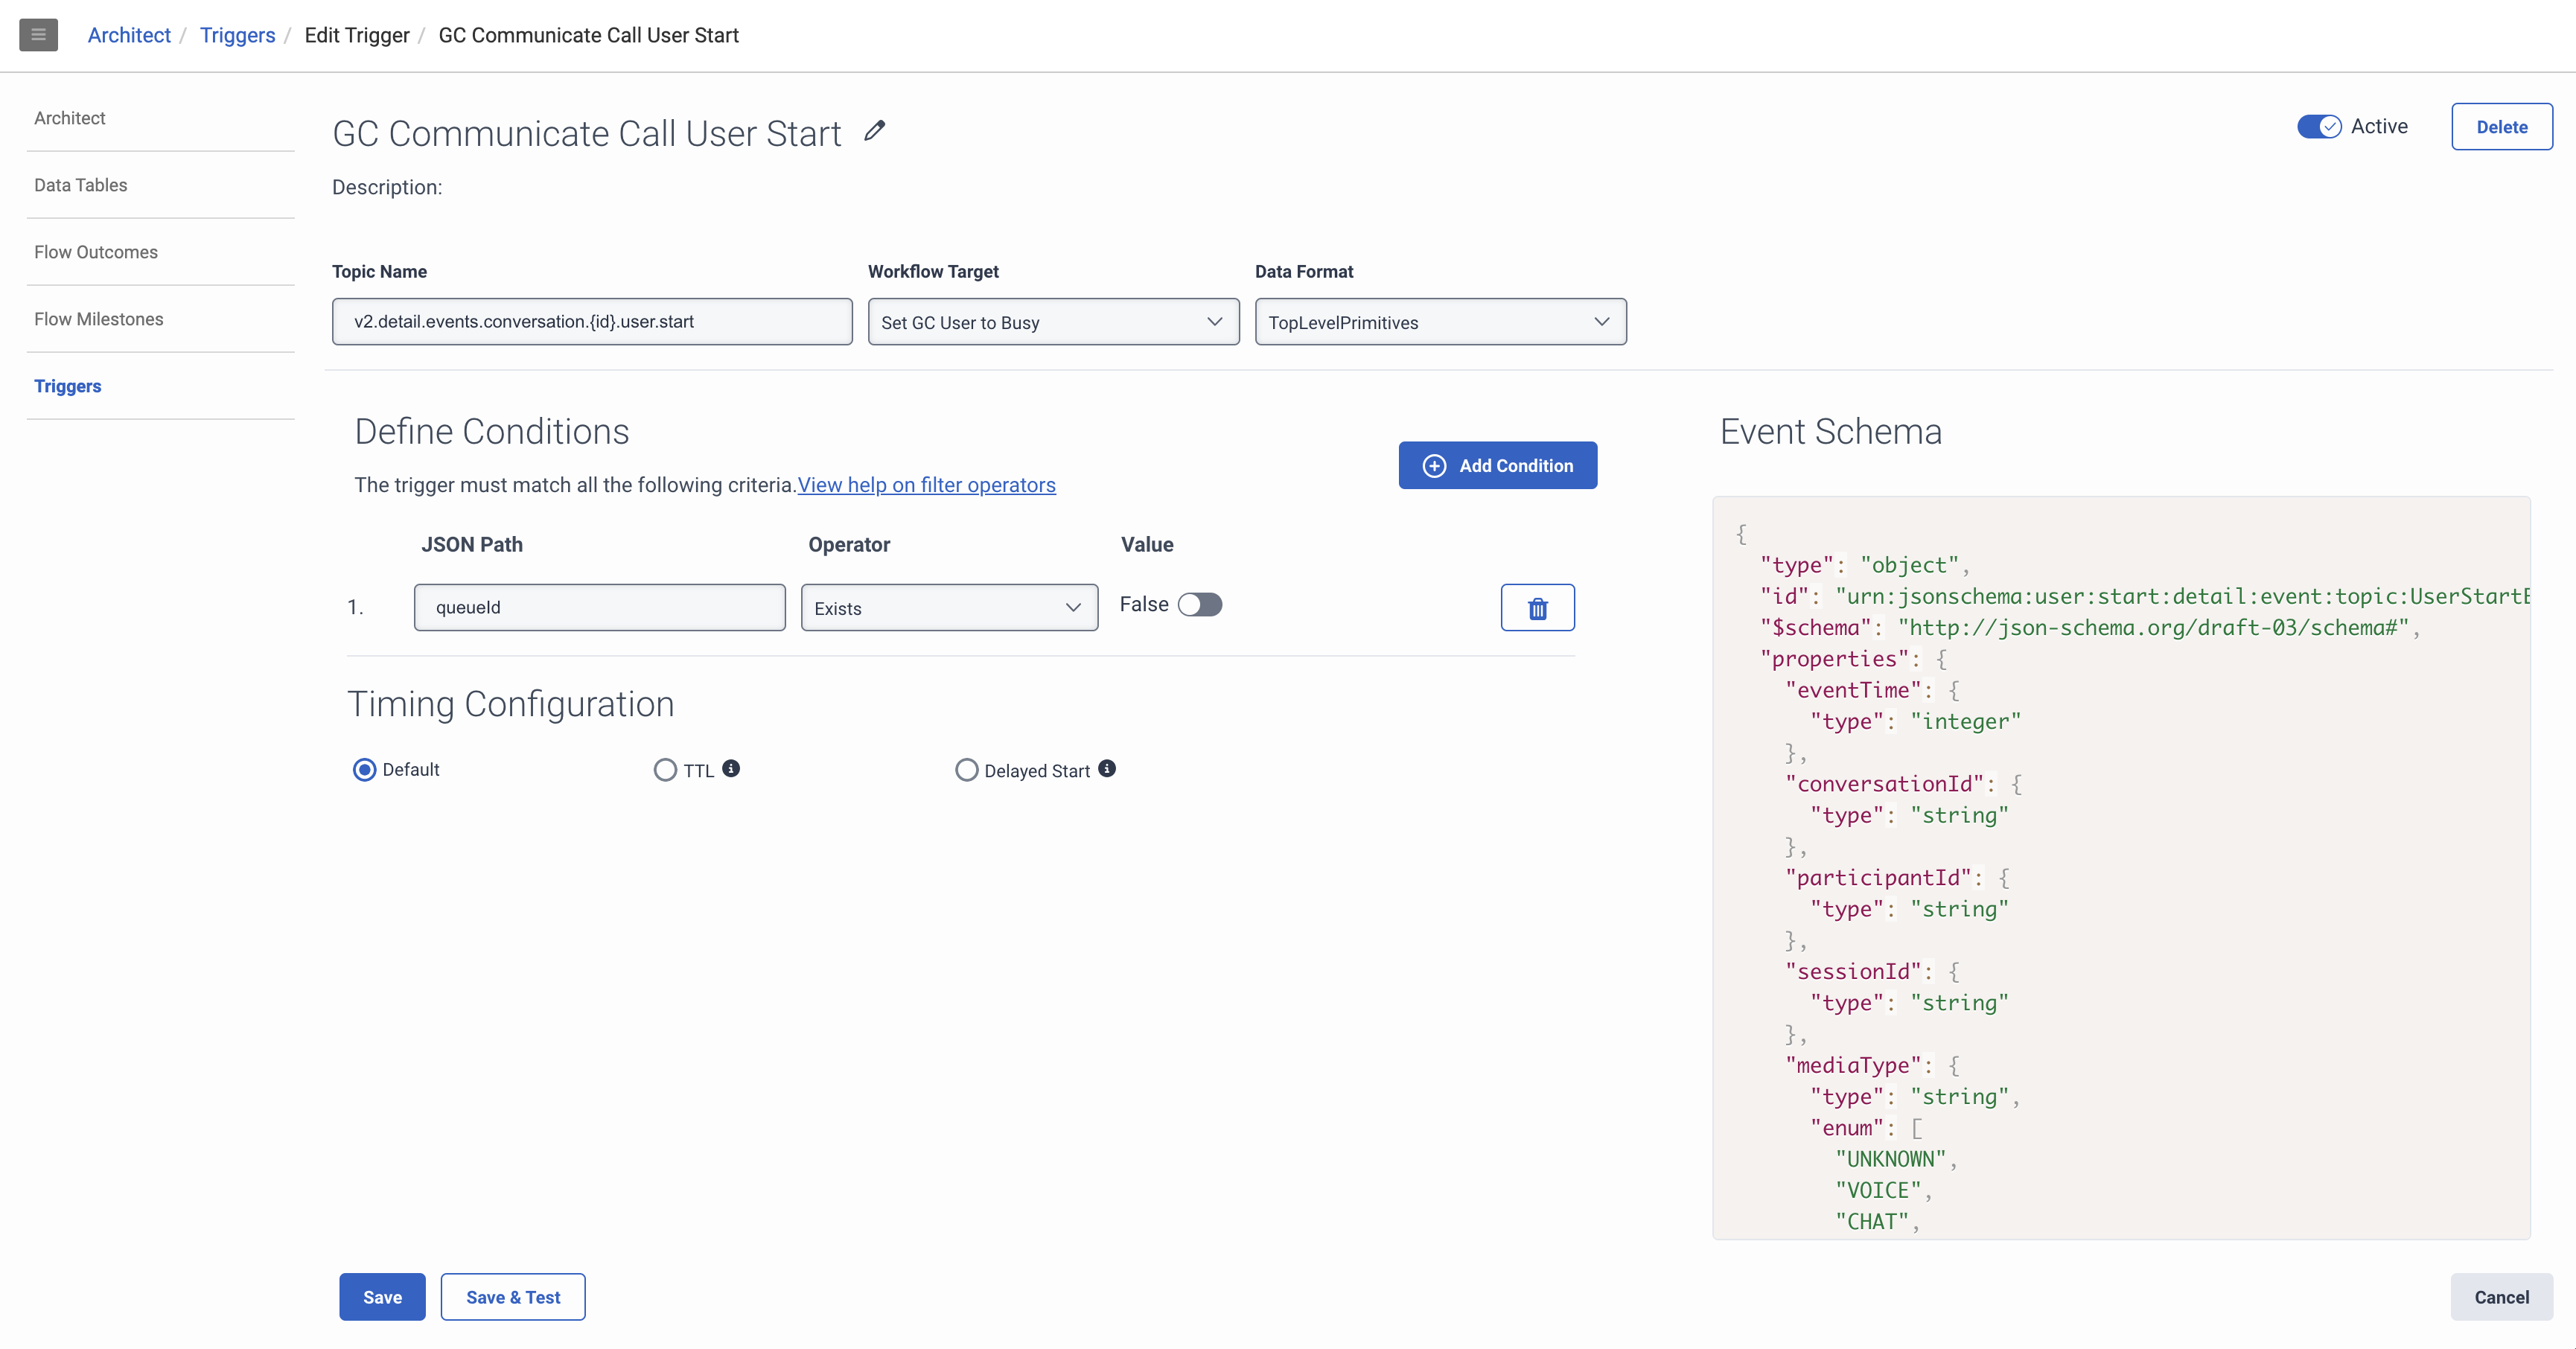 Architect / Triggers / Edit Trigger / GC Communicate Call User Start
Architect
Data Tables
Flow Outcomes
Flow Milestones
Triggers
GC Communicate Call User Start
Active
Delete
Description:
Topic Name
Workflow Target
Data Format
v2.detail.events.conversation.{id}.user.start
Set GC User to Busy
TopLevelPrimitives
Define Conditions
The trigger must match all the following criteria.View help on filter operators
Add Condition
JSON Path
Operator
Value
1.
queueId
Exists
False
Timing Configuration
Default
TTL
Delayed Start
Event Schema
{
"type": "object",
"id": "urn:jsonschema:user:start:detail:event:topic:UserStartE
"$schema": "http://json-schema.org/draft-03/schema#",
"properties": {
"eventTime": {
"type": "integer"
},
"conversationId": {
"type": "string"
},
"participantId": {
"type": "string"
},
"sessionId": {
"type": "string"
},
"mediaType": {
"type": "string",
"enum": [
"UNKNOWN",
"VOICE",
"CHAT",
Save
Save & Test
Cancel